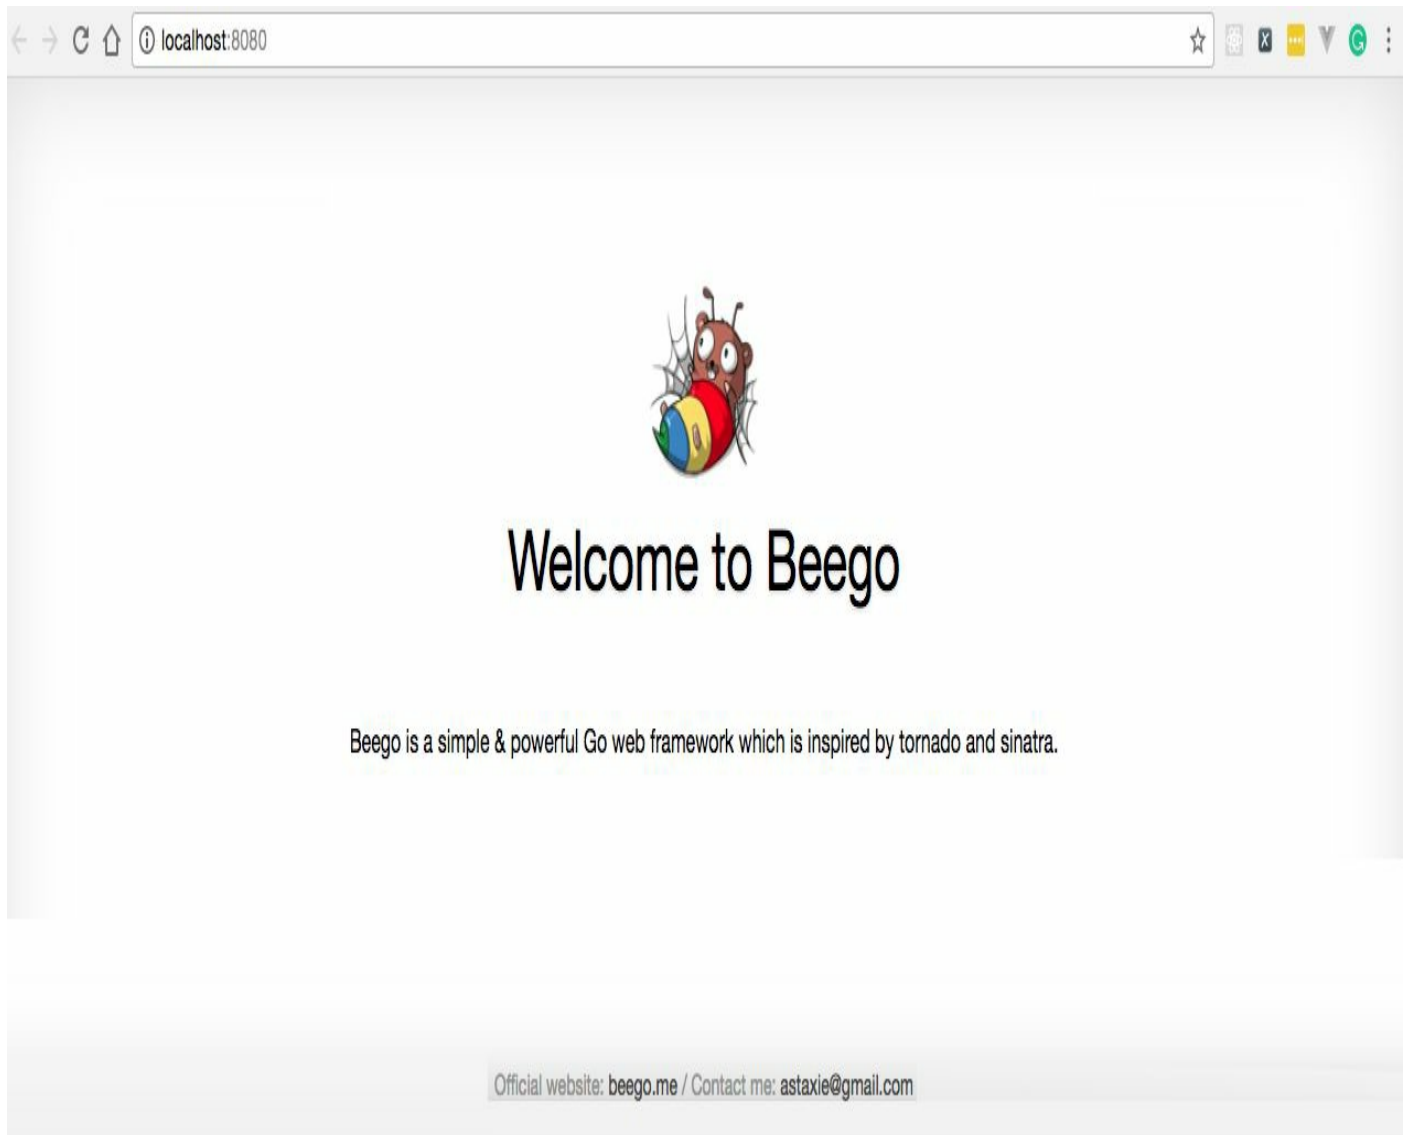 localhost:8080
Welcome to Beego
Beego is a simple & powerful Go web framework which is inspired by tornado and sinatra.
Official website: beego.me / Contact me: astaxie@gmail.com